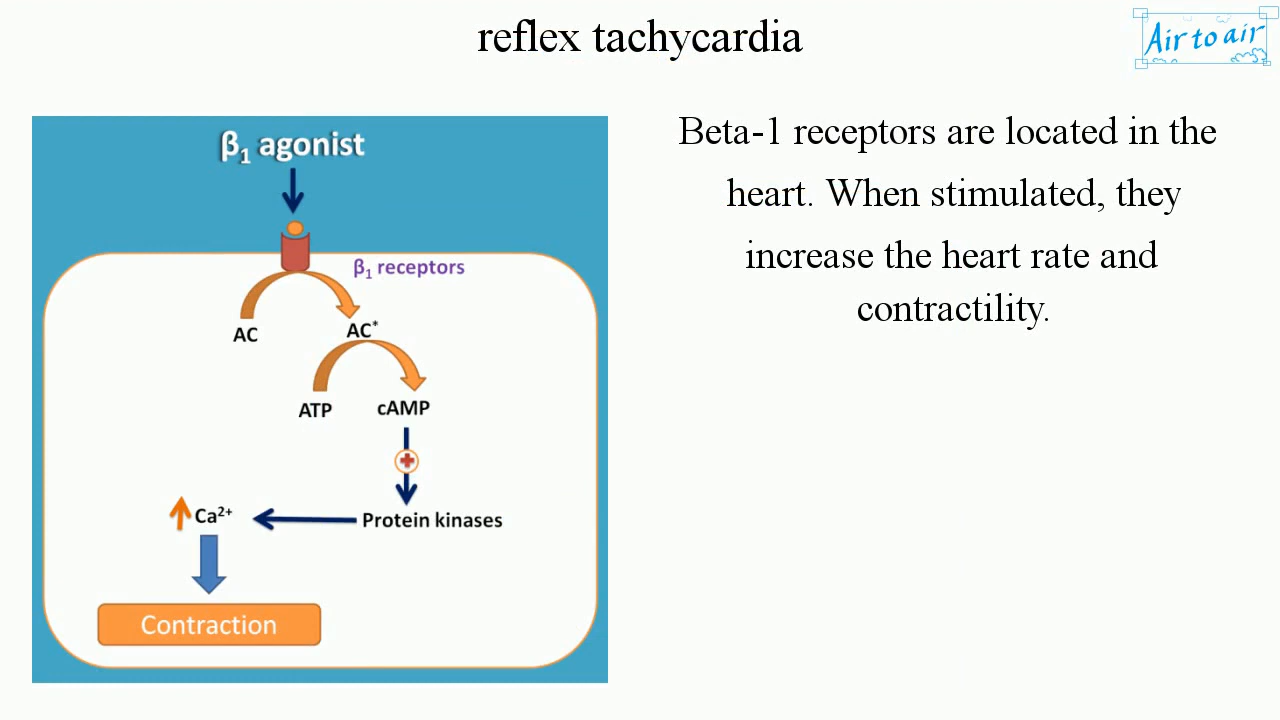 reflex tachycardia
Air to air
β₁ agonist
β₁ receptors
AC
AC*
ATP
cAMP
Ca²⁺
Protein kinases
Contraction
Beta-1 receptors are located in the
heart. When stimulated, they
increase the heart rate and
contractility.